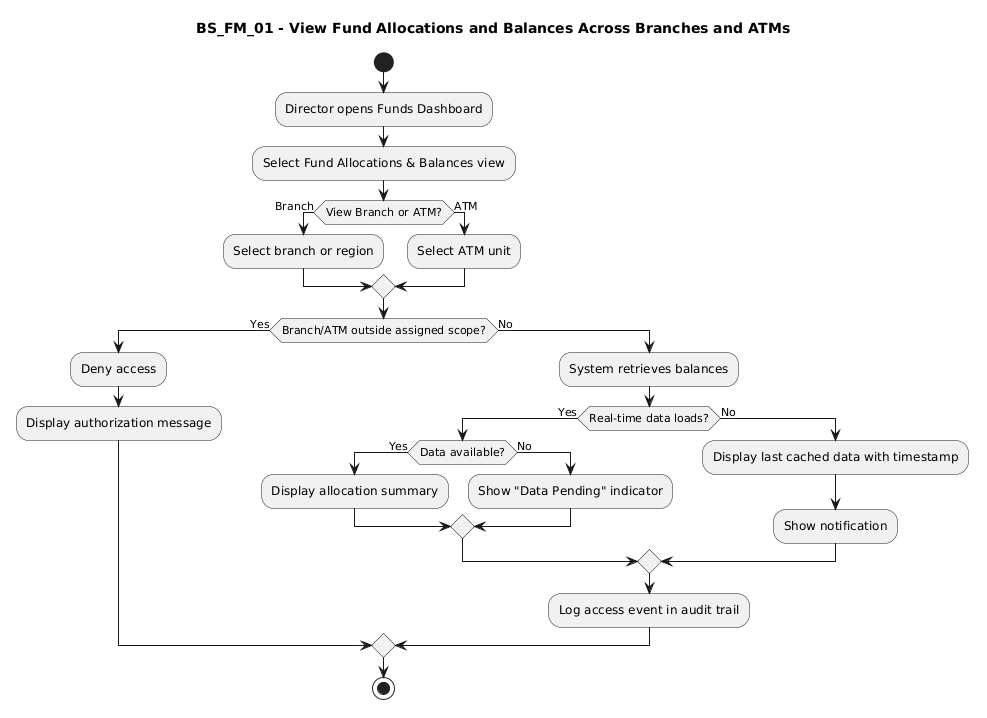 BS_FM_01 - View Fund Allocations and Balances Across Branches and ATMs
Director opens Funds Dashboard
Select Fund Allocations & Balances view
Branch
View Branch or ATM?
ATM
Select branch or region
Select ATM unit
Yes
Branch/ATM outside assigned scope?
No
Deny access
Display authorization message
System retrieves balances
Yes
Real-time data loads?
No
Yes
Data available?
No
Display allocation summary
Show "Data Pending" indicator
Display last cached data with timestamp
Show notification
Log access event in audit trail